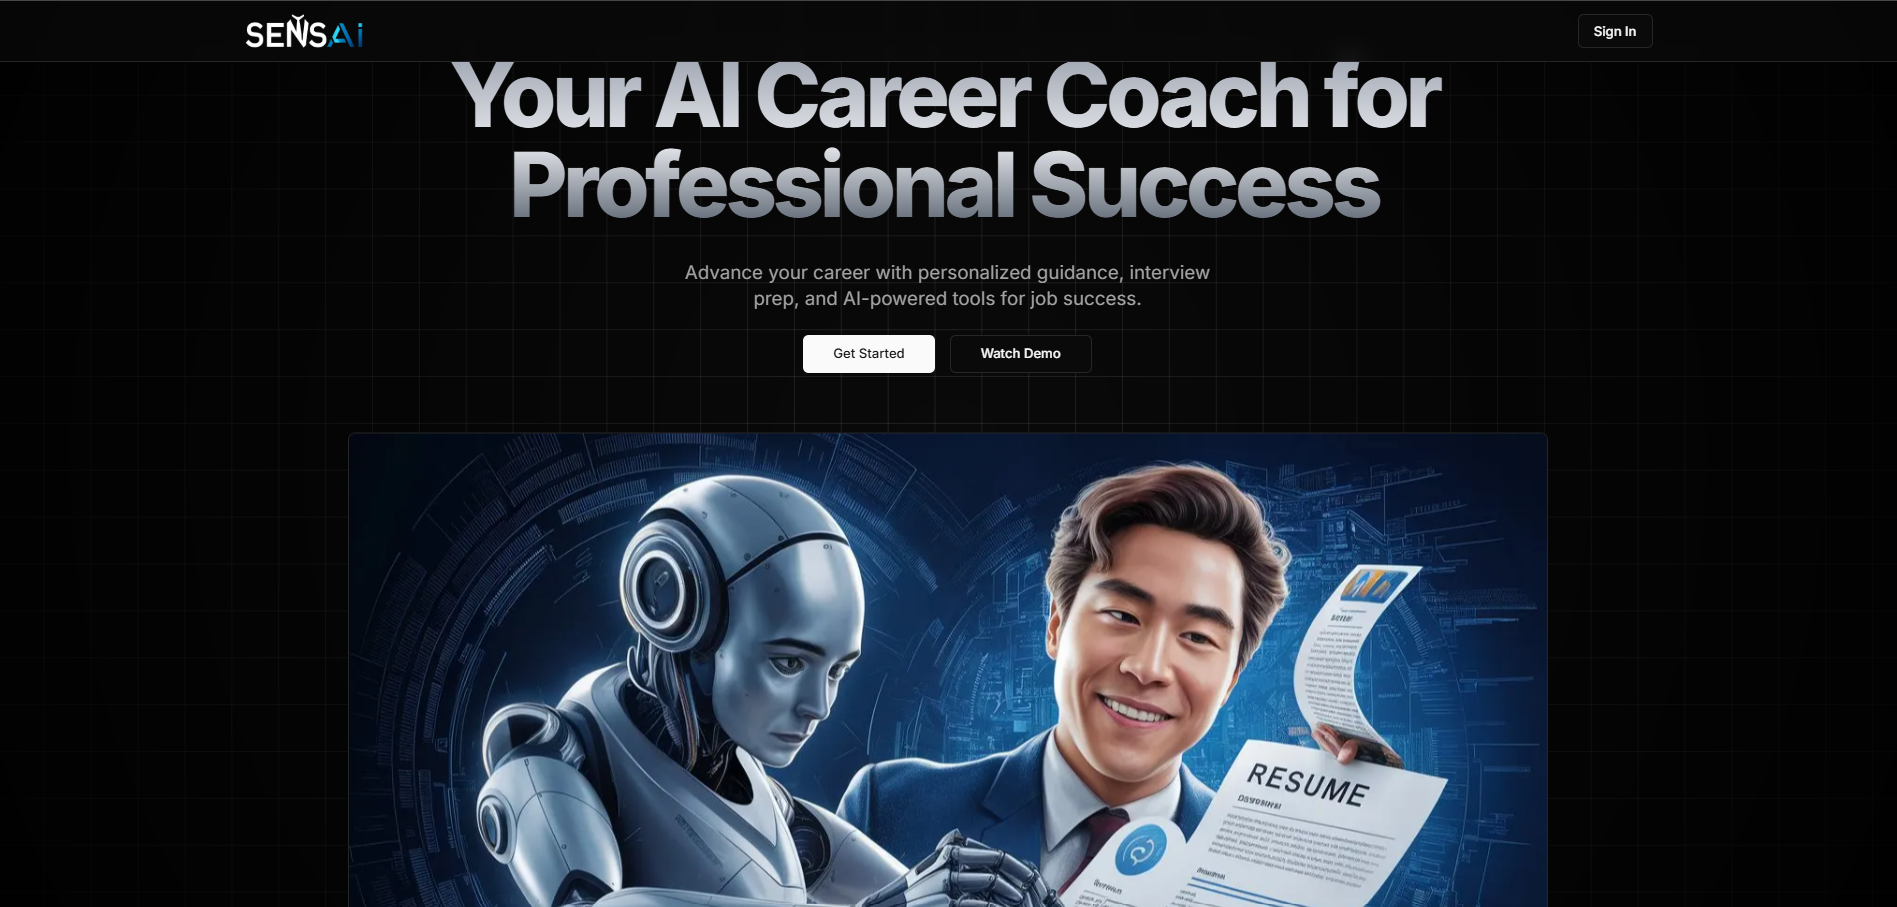 SENSAi
Sign In
Your AI Career Coach for
Professional Success
Advance your career with personalized guidance, interview
prep, and AI-powered tools for job success.
Get Started
Watch Demo
RESUME